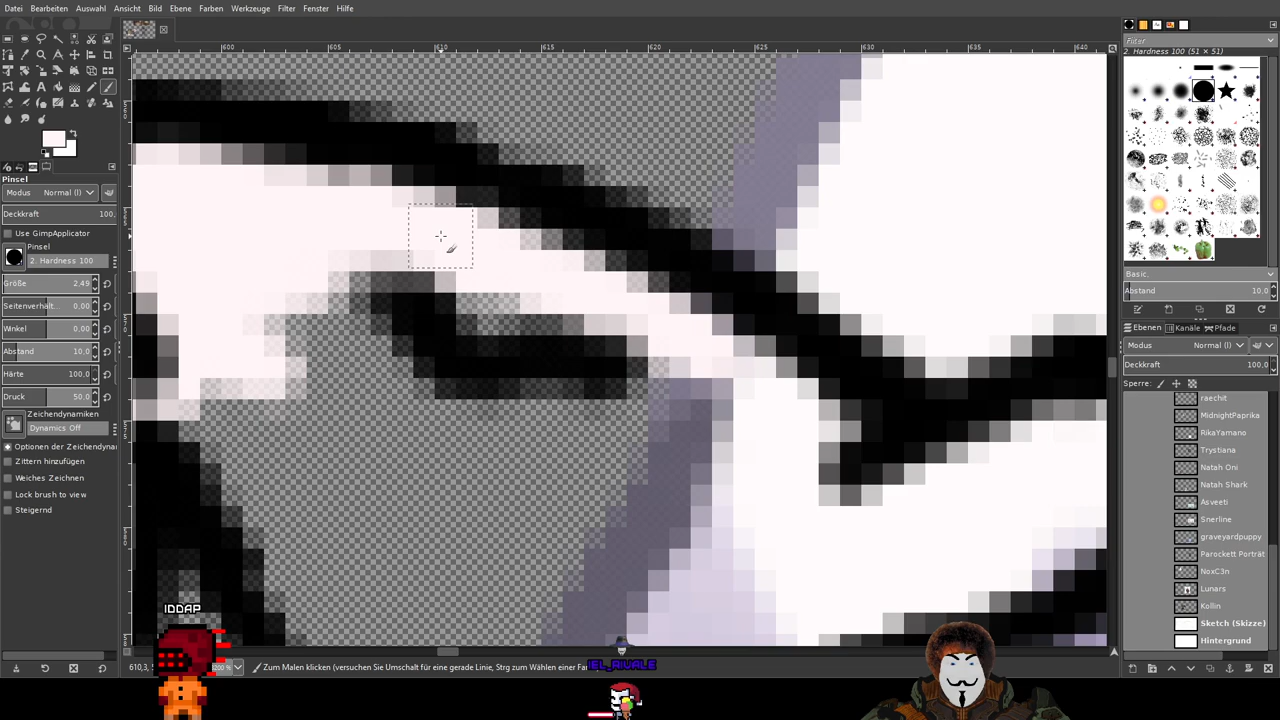 Datei Bearbeiten Auswahl Ansicht Bild Ebene Farben Werkzeuge Filter Fenster Hilfe
600 605 610 615 620 625 630 635 640
Filter
2. Hardness 100 (51 × 51)
Pinsel
Modus Normal (l)
Deckkraft 100,
Use GimpApplicator
Pinsel
2. Hardness 100
Größe 2,49
Seitenverhält... 0,00
Winkel 0,00
Abstand 10,0
Härte 100,0
Druck 50,0
Zeichendynamiken
Dynamics Off
Optionen der Zeichendynam
Zittern hinzufügen
Weiches Zeichnen
Lock brush to view
Steigernd
Basic,
Abstand 10,0
Ebenen Kanäle Pfade
Modus Normal (l)
Deckkraft 100,0
Sperre:
raechit
MidnightPaprika
RikaYamano
Trystiana
Natah Oni
Natah Shark
Asveeti
Snerline
graveyardpuppy
Parockett Porträt
NoxC3n
Lunars
Kollin
Sketch (Skizze)
Hintergrund
610,3,
Zum Malen klicken (versuchen Sie Umschalt für eine gerade Linie, Strg zum Wählen einer Fa
IDDAP